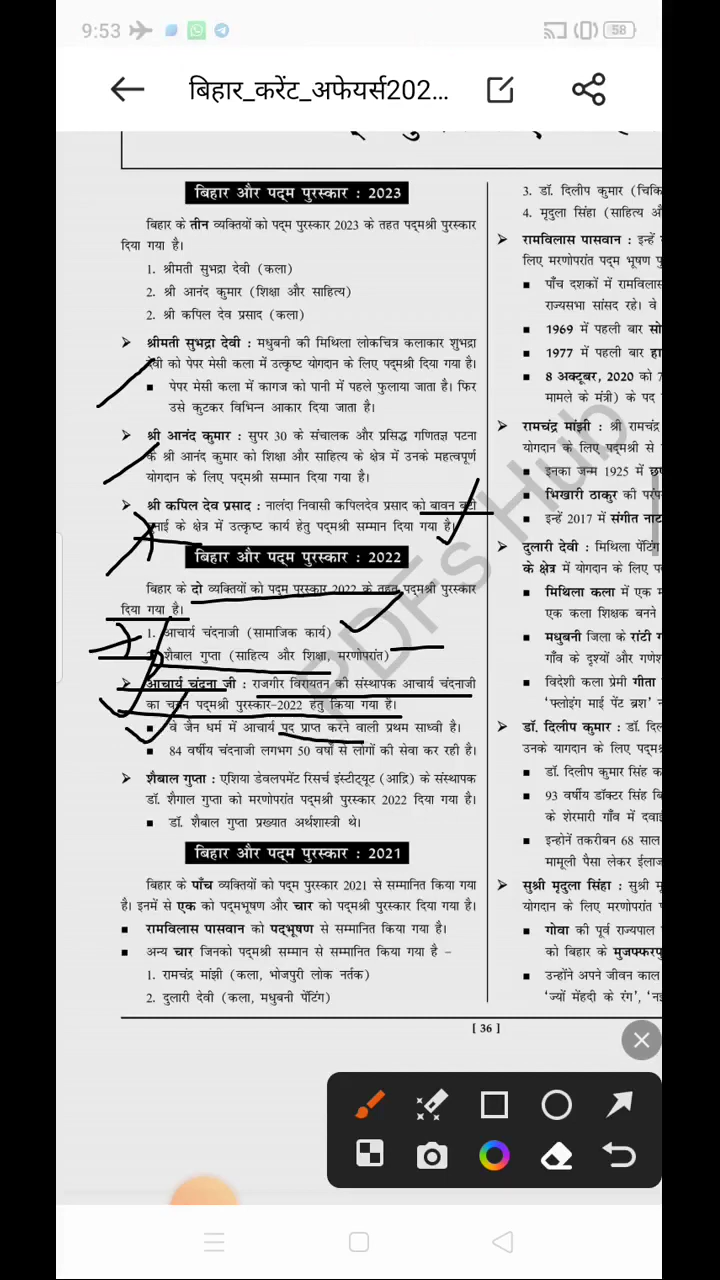 9:53
58
बिहार_करेंट_अफेयर्स202...
बिहार और पद्म पुरस्कार : 2023
बिहार के तीन व्यक्तियों को पद्म पुरस्कार 2023 के तहत पद्मश्री पुरस्कार
दिया गया है।
1. श्रीमती सुभद्रा देवी (कला)
2. श्री आनंद कुमार (शिक्षा और साहित्य)
2. श्री कपिल देव प्रसाद (कला)
श्रीमती सुभद्रा देवी : मधुबनी की मिथिला लोकचित्र कलाकार शुभद्रा
देवी को पेपर मेसी कला में उत्कृष्ट योगदान के लिए पद्मश्री दिया गया है।
पेपर मेसी कला में कागज को पानी में पहले फुलाया जाता है। फिर
उसे कुटकर विभिन्न आकार दिया जाता है।
श्री आनंद कुमार : सुपर 30 के संचालक और प्रसिद्ध गणितज्ञ पटना
के श्री आनंद कुमार को शिक्षा और साहित्य के क्षेत्र में उनके महत्वपूर्ण
योगदान के लिए पद्मश्री सम्मान दिया गया है।
श्री कपिल देव प्रसाद : नालंदा निवासी कपिलदेव प्रसाद को बावन बूटी
के क्षेत्र में उत्कृष्ट कार्य हेतु पद्मश्री सम्मान दिया गया है।
बिहार और पद्म पुरस्कार : 2022
बिहार के दो व्यक्तियों को पद्म पुरस्कार 2022 के तहत पद्मश्री पुरस्कार
दिया गया है।
1. आचार्य चंदनाजी (सामाजिक कार्य)
शैबाल गुप्ता (साहित्य और शिक्षा, मरणोपरांत)
आचार्य चंदना जी : राजगीर विरायतन की संस्थापक आचार्य चंदनाजी
का चयन पद्मश्री पुरस्कार-2022 हेतु किया गया है।
वे जैन धर्म में आचार्य पद प्राप्त करने वाली प्रथम साध्वी है।
84 वर्षीय चंदनाजी लगभग 50 वर्षों से लोगों की सेवा कर रही है।
शैबाल गुप्ता : एशिया डेवलपमेंट रिसर्च इंस्टीट्यूट (आद्रि) के संस्थापक
डॉ. शैगाल गुप्ता को मरणोपरांत पद्मश्री पुरस्कार 2022 दिया गया है।
डॉ. शैबाल गुप्ता प्रख्यात अर्थशास्त्री थे।
बिहार और पद्म पुरस्कार : 2021
बिहार के पाँच व्यक्तियों को पद्म पुरस्कार 2021 से सम्मानित किया गया
है। इनमें से एक को पद्मभूषण और चार को पद्मश्री पुरस्कार दिया गया है।
रामविलास पासवान को पद्भूषण से सम्मानित किया गया है।
अन्य चार जिनको पद्मश्री सम्मान से सम्मानित किया गया है –
1. रामचंद्र मांझी (कला, भोजपुरी लोक नर्तक)
2. दुलारी देवी (कला, मधुबनी पेंटिंग)
3. डॉ. दिलीप कुमार (चिकि
4. मृदुला सिंहा (साहित्य औ
रामविलास पासवान : इन्हें
लिए मरणोपरांत पद्म भूषण पु
पाँच दशकों में रामविलास
राज्यसभा सांसद रहे। वे
1969 में पहली बार सो
1977 में पहली बार हा
8 अक्टूबर, 2020 को 7
मामले के मंत्री) के पद
रामचंद्र मांझी : श्री रामचंद्र
योगदान के लिए पद्मश्री से
इनका जन्म 1925 में छप
भिखारी ठाकुर की परंप
इन्हें 2017 में संगीत नाट
दुलारी देवी : मिथिला पेंटिंग
के क्षेत्र में योगदान के लिए प
मिथिला कला में एक म
एक कला शिक्षक बनने
मधुबनी जिला के रांटी ग
गाँव के दृश्यों और गणेश
विदेशी कला प्रेमी गीता
'फ्लोइंग माई पेंट ब्रश' न
डॉ. दिलीप कुमार : डॉ. दिल
उनके यागदान के लिए पद्म
डॉ. दिलीप कुमार सिंह क
93 वर्षीय डॉक्टर सिंह बि
के शेरमारी गाँव में दवाई
इन्होनें तकरीबन 68 साल
मामूली पैसा लेकर ईलाज
सुश्री मृदुला सिंहा : सुश्री मृ
योगदान के लिए मरणोपरांत प
गोवा की पूर्व राज्यपाल
को बिहार के मुजफ्फरपु
उन्होंने अपने जीवन काल
'ज्यों मेंहदी के रंग', 'नई
[ 36 ]
PDFs Hub